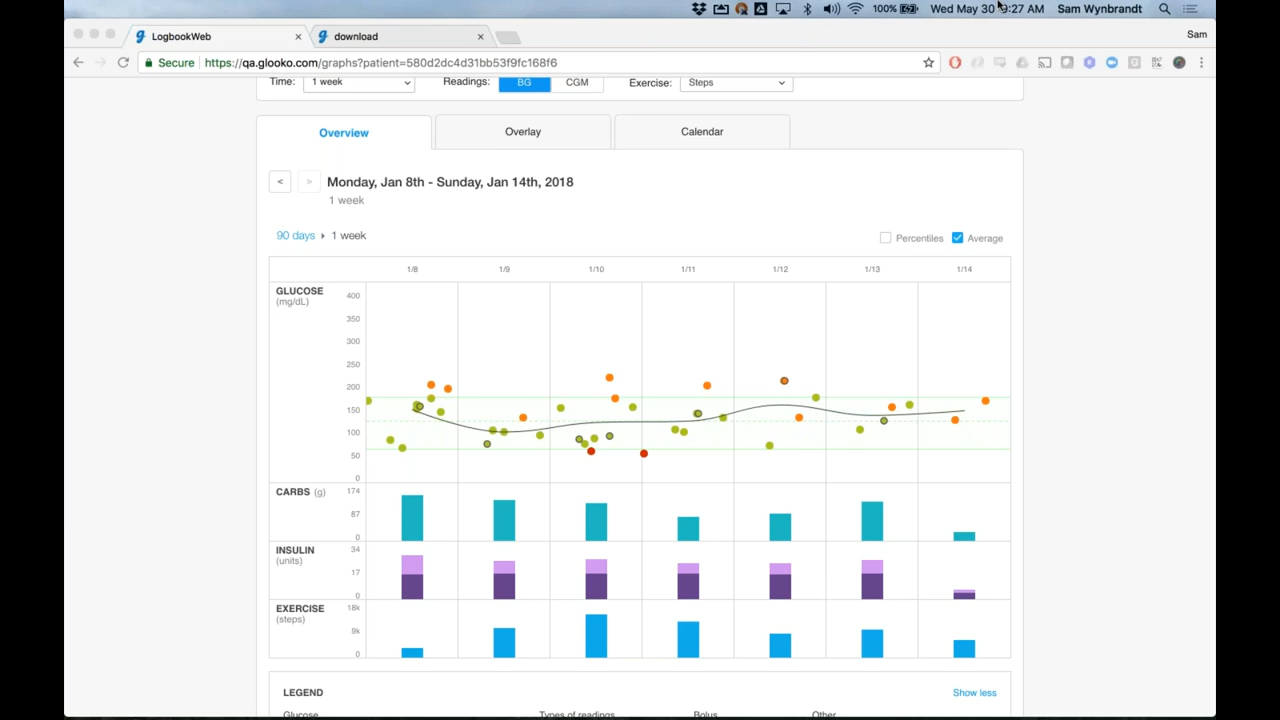 100%
Wed May 30 9:27 AM
Sam Wynbrandt
LogbookWeb
download
Sam
Secure
https://qa.glooko.com/graphs?patient=580d2dc4d31bb53f9fc168f6
Time:
1 week
Readings:
BG
CGM
Exercise:
Steps
Overview
Overlay
Calendar
<
>
Monday, Jan 8th - Sunday, Jan 14th, 2018
1 week
90 days
1 week
Percentiles
Average
1/8
1/9
1/10
1/11
1/12
1/13
1/14
GLUCOSE
(mg/dL)
400
350
300
250
200
150
100
50
0
CARBS (g)
174
87
0
INSULIN
(units)
34
17
0
EXERCISE
(steps)
18k
9k
0
LEGEND
Show less
Glucose
Types of readings
Bolus
Other